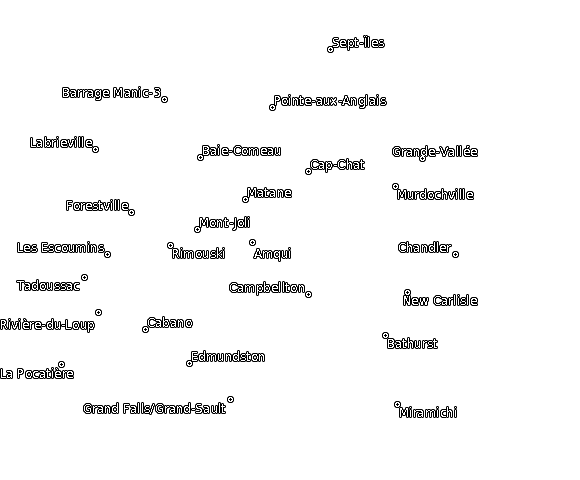 Sept-Îles
Barrage Manic-3
Pointe-aux-Anglais
Labrieville
Baie-Comeau
Grande-Vallée
Cap-Chat
Matane
Murdochville
Forestville
Mont-Joli
Les Escoumins
Rimouski
Amqui
Chandler
Tadoussac
Campbellton
New Carlisle
Rivière-du-Loup
Cabano
Bathurst
Edmundston
La Pocatière
Grand Falls/Grand-Sault
Miramichi